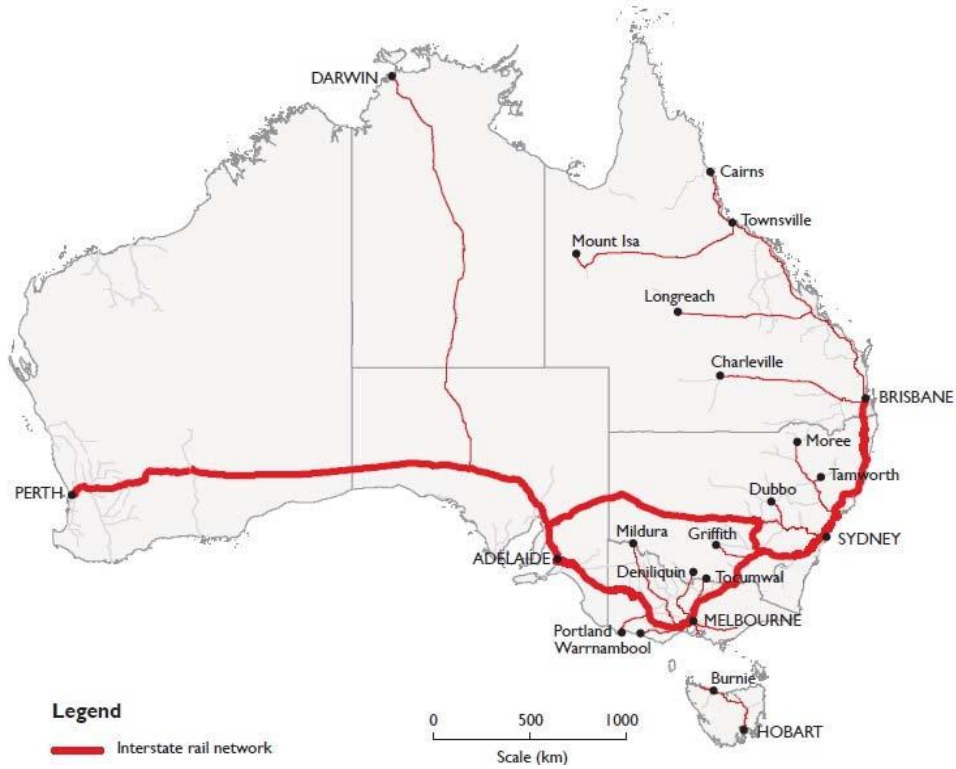 DARWIN
Cairns
Townsville
Mount Isa
Longreach
Charleville
BRISBANE
Moree
Tamworth
Dubbo
PERTH
SYDNEY
Mildura
Griffith
ADELAIDE
Deniliquin
Tocumwal
MELBOURNE
Portland
Warrnambool
Burnie
HOBART
Legend
Interstate rail network
0 500 1000
Scale (km)